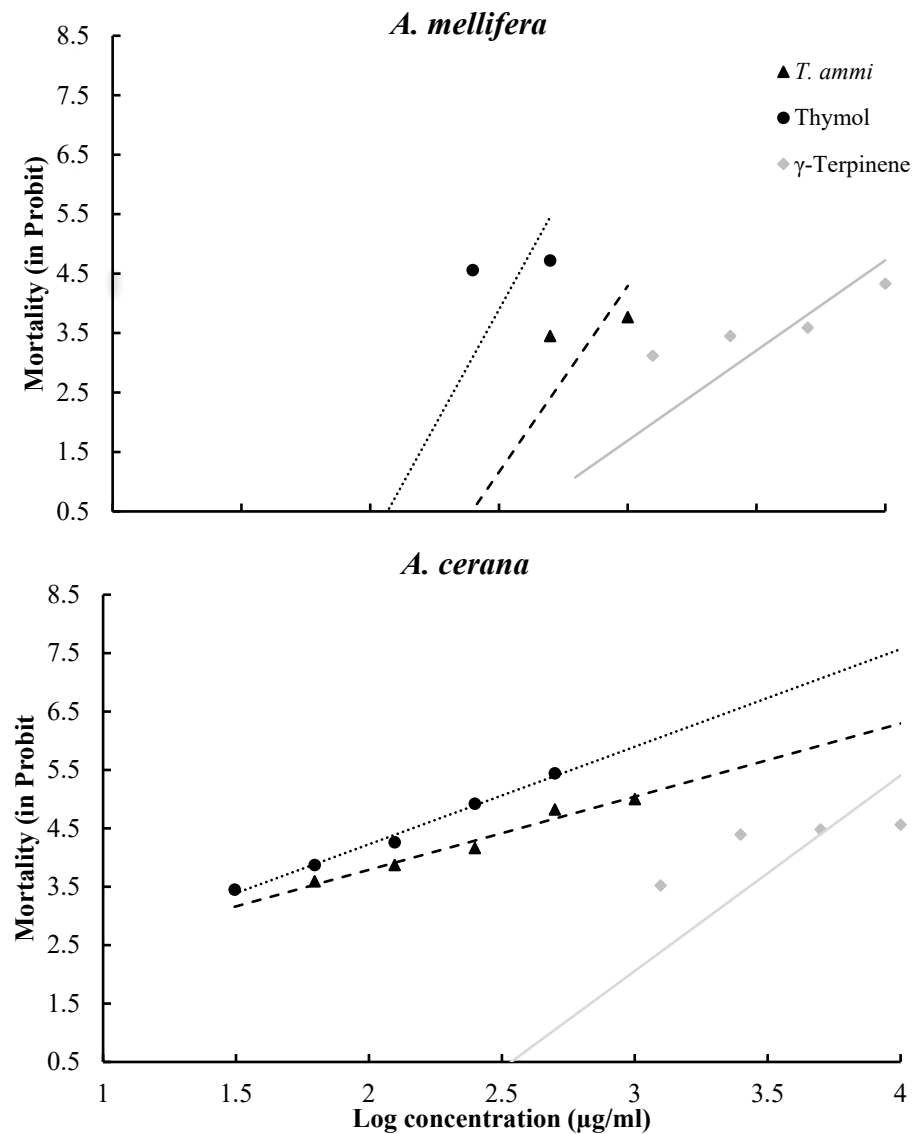 A. mellifera
8.5
7.5
6.5
5.5
4.5
3.5
2.5
1.5
0.5
Mortality (in Probit)
T. ammi
Thymol
γ-Terpinene
A. cerana
8.5
7.5
6.5
5.5
4.5
3.5
2.5
1.5
0.5
Mortality (in Probit
1 1.5 2 2.5 3 3.5 4
Log concentration (μg/ml)